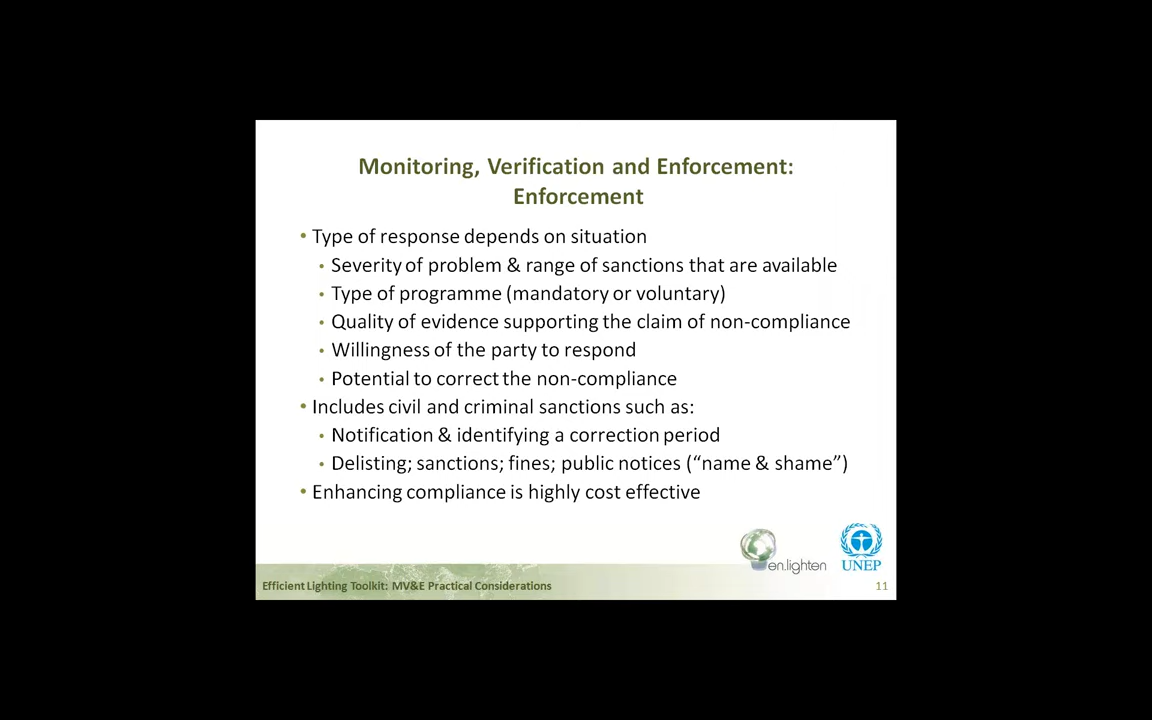 Monitoring, Verification and Enforcement:
Enforcement
• Type of response depends on situation
• Severity of problem & range of sanctions that are available
• Type of programme (mandatory or voluntary)
• Quality of evidence supporting the claim of non-compliance
• Willingness of the party to respond
• Potential to correct the non-compliance
• Includes civil and criminal sanctions such as:
• Notification & identifying a correction period
• Delisting; sanctions; fines; public notices (“name & shame”)
• Enhancing compliance is highly cost effective
en.lighten
UNEP
Efficient Lighting Toolkit: MV&E Practical Considerations
11